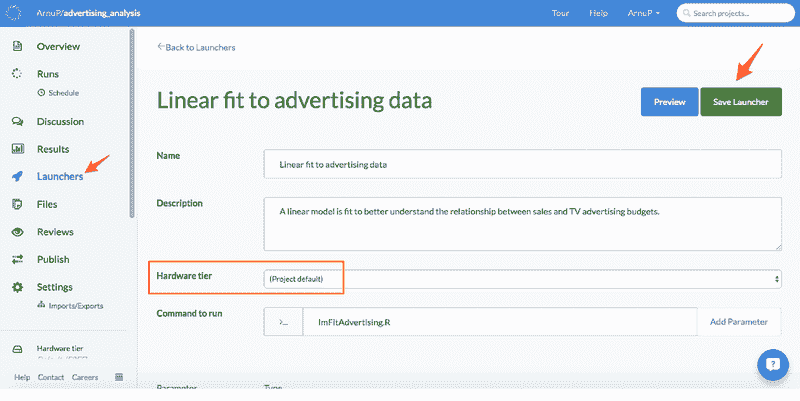 ArnuP/advertising_analysis
Tour
Help
ArnuP
Search projects...
Overview
Runs
Schedule
Discussion
Results
Launchers
Files
Reviews
Publish
Settings
Imports/Exports
Hardware tier
Help Contact Careers
Back to Launchers
Linear fit to advertising data
Preview
Save Launcher
Name
Linear fit to advertising data
Description
A linear model is fit to better understand the relationship between sales and TV advertising budgets.
Hardware tier
(Project default)
Command to run
>_
lmFitAdvertising.R
Add Parameter
Parameter Type